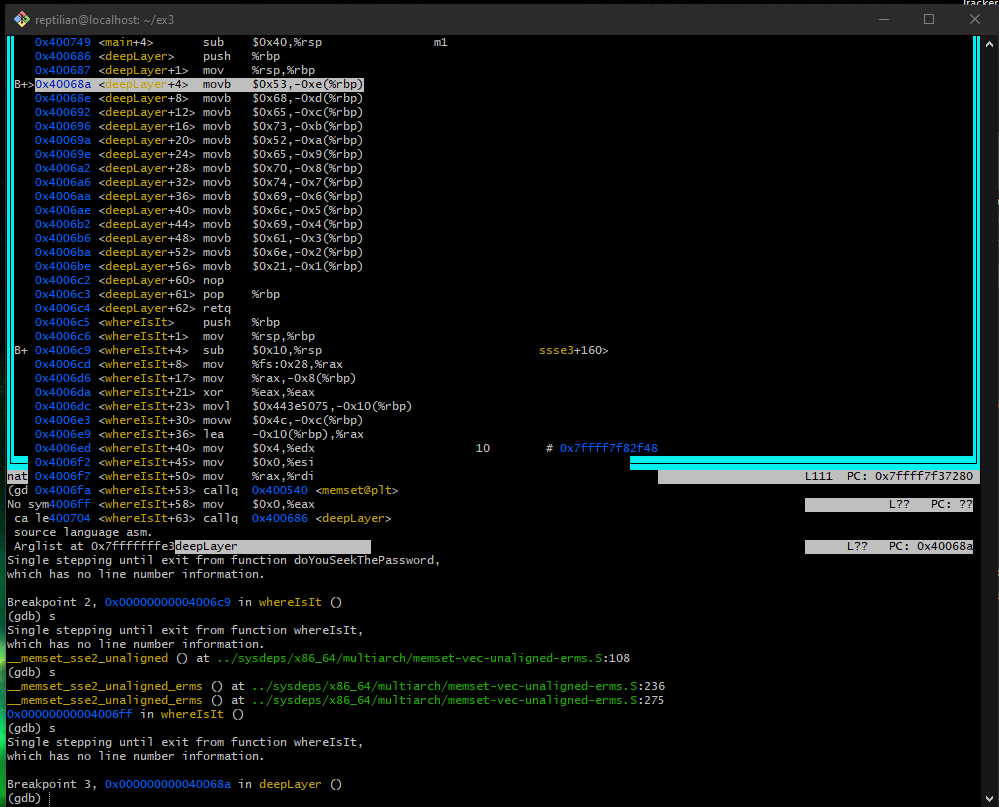 Tracker
reptilian@localhost: ~/ex3
0x400749 <main+4> sub $0x40,%rsp m1
0x400686 <deepLayer> push %rbp
0x400687 <deepLayer+1> mov %rsp,%rbp
B+>0x40068a <deepLayer+4> movb $0x53,-0xe(%rbp)
0x40068e <deepLayer+8> movb $0x68,-0xd(%rbp)
0x400692 <deepLayer+12> movb $0x65,-0xc(%rbp)
0x400696 <deepLayer+16> movb $0x73,-0xb(%rbp)
0x40069a <deepLayer+20> movb $0x52,-0xa(%rbp)
0x40069e <deepLayer+24> movb $0x65,-0x9(%rbp)
0x4006a2 <deepLayer+28> movb $0x70,-0x8(%rbp)
0x4006a6 <deepLayer+32> movb $0x74,-0x7(%rbp)
0x4006aa <deepLayer+36> movb $0x69,-0x6(%rbp)
0x4006ae <deepLayer+40> movb $0x6c,-0x5(%rbp)
0x4006b2 <deepLayer+44> movb $0x69,-0x4(%rbp)
0x4006b6 <deepLayer+48> movb $0x61,-0x3(%rbp)
0x4006ba <deepLayer+52> movb $0x6e,-0x2(%rbp)
0x4006be <deepLayer+56> movb $0x21,-0x1(%rbp)
0x4006c2 <deepLayer+60> nop
0x4006c3 <deepLayer+61> pop %rbp
0x4006c4 <deepLayer+62> retq
0x4006c5 <whereIsIt> push %rbp
0x4006c6 <whereIsIt+1> mov %rsp,%rbp
B+ 0x4006c9 <whereIsIt+4> sub $0x10,%rsp ssse3+160>
0x4006cd <whereIsIt+8> mov %fs:0x28,%rax
0x4006d6 <whereIsIt+17> mov %rax,-0x8(%rbp)
0x4006da <whereIsIt+21> xor %eax,%eax
0x4006dc <whereIsIt+23> movl $0x443e5075,-0x10(%rbp)
0x4006e3 <whereIsIt+30> movw $0x4c,-0xc(%rbp)
0x4006e9 <whereIsIt+36> lea -0x10(%rbp),%rax
0x4006ed <whereIsIt+40> mov $0x4,%edx 10 # 0x7ffff7f82f48
0x4006f2 <whereIsIt+45> mov $0x0,%esi
nat 0x4006f7 <whereIsIt+50> mov %rax,%rdi L111 PC: 0x7ffff7f37280
(gd 0x4006fa <whereIsIt+53> callq 0x400540 <memset@plt>
No sym4006ff <whereIsIt+58> mov $0x0,%eax L?? PC: ??
ca le400704 <whereIsIt+63> callq 0x400686 <deepLayer>
source language asm.
Arglist at 0x7fffffffe3deepLayer L?? PC: 0x40068a
Single stepping until exit from function doYouSeekThePassword,
which has no line number information.
Breakpoint 2, 0x00000000004006c9 in whereIsIt ()
(gdb) s
Single stepping until exit from function whereIsIt,
which has no line number information.
__memset_sse2_unaligned () at ../sysdeps/x86_64/multiarch/memset-vec-unaligned-erms.S:108
(gdb) s
__memset_sse2_unaligned_erms () at ../sysdeps/x86_64/multiarch/memset-vec-unaligned-erms.S:236
__memset_sse2_unaligned_erms () at ../sysdeps/x86_64/multiarch/memset-vec-unaligned-erms.S:275
0x00000000004006ff in whereIsIt ()
(gdb) s
Single stepping until exit from function whereIsIt,
which has no line number information.
Breakpoint 3, 0x000000000040068a in deepLayer ()
(gdb)